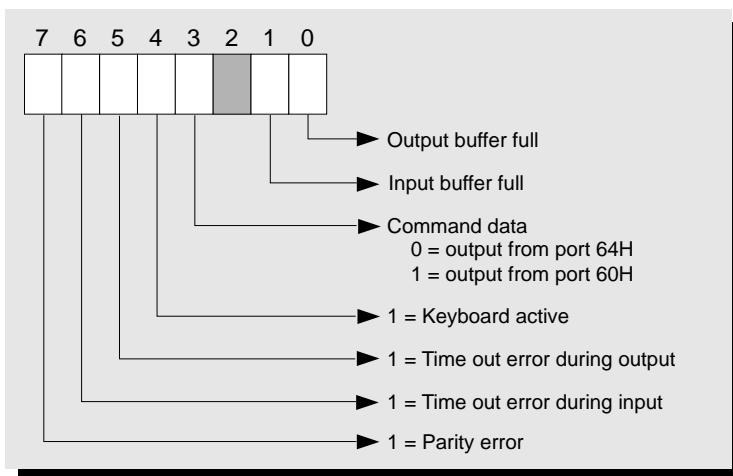 7 6 5 4 3 2 1 0
Output buffer full
Input buffer full
Command data
0 = output from port 64H
1 = output from port 60H
1 = Keyboard active
1 = Time out error during output
1 = Time out error during input
1 = Parity error